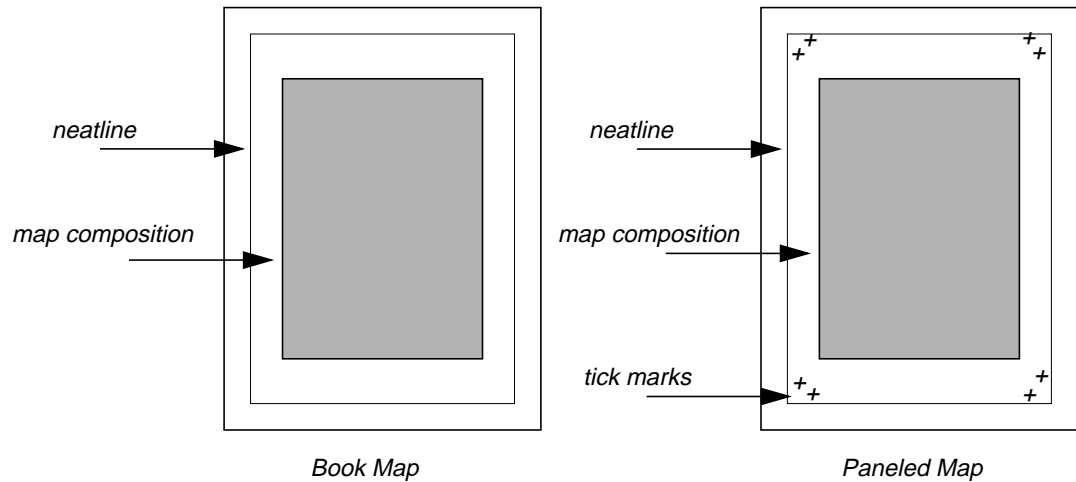 neatline
map composition
Book Map
neatline
map composition
tick marks
Paneled Map